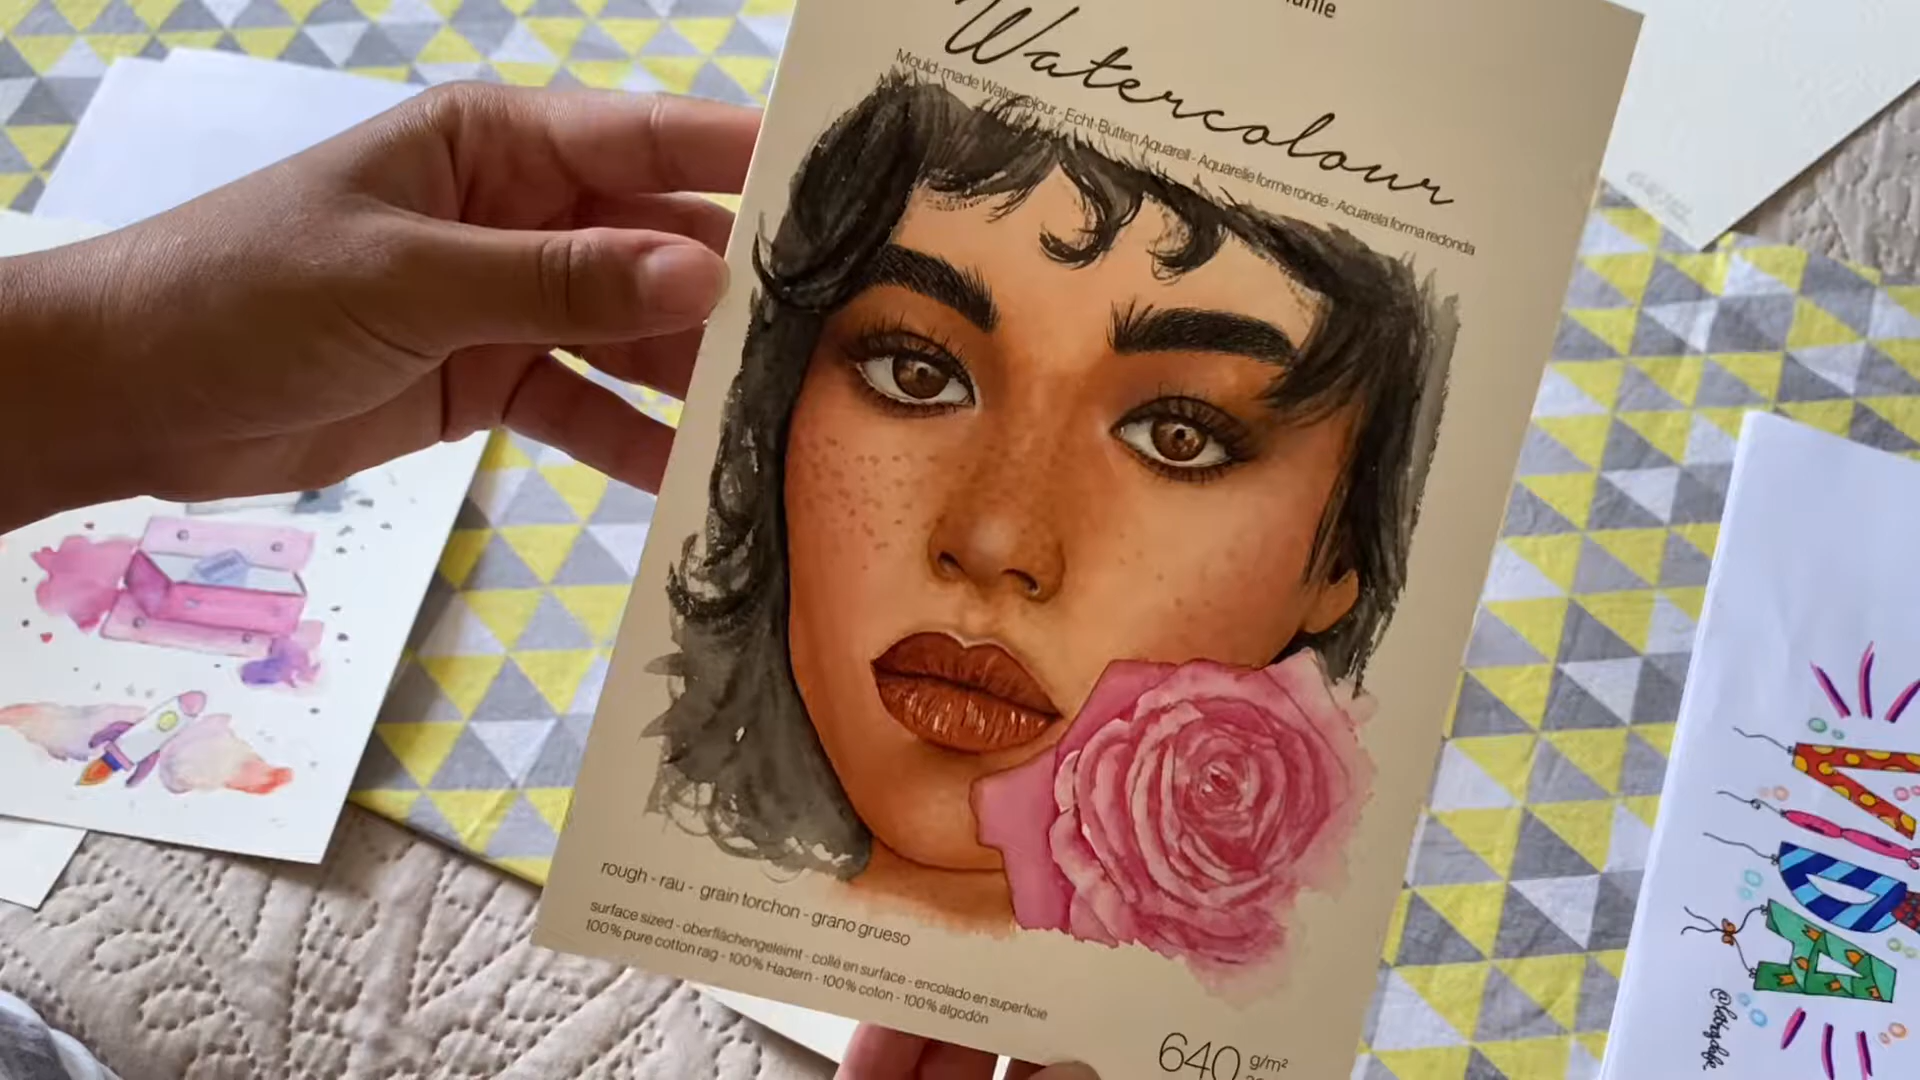 Watercolour
Mould-made Watercolour - Echt-Bütten Aquarell - Aquarelle forme ronde - Acuarela forma redonda
rough - rau - grain torchon - grano grueso
surface sized - oberflächengeleimt - collé en surface - encolado en superficie
100% pure cotton rag - 100% Hadern - 100% coton - 100% algodón
640 g/m²
VIDA